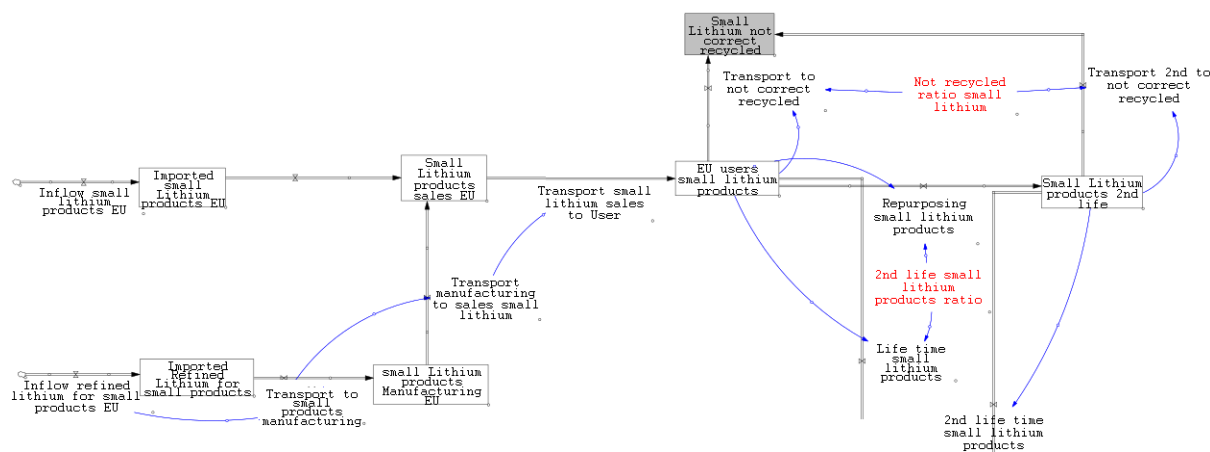 Small
Lithium not
correct
recycled
Transport to
not correct
recycled
Not recycled
ratio small
lithium
Transport 2nd to
not correct
recycled
Imported
small
Lithium
products EU
Inflow small
lithium
products EU
Small
Lithium
products
sales EU
Transport small
lithium sales
to User
EU users
small lithium
products
Small Lithium
products 2nd
life
Repurposing
small lithium
products
2nd life small
lithium
products ratio
Transport
manufacturing
to sales small
lithium
Life time
small
lithium
products
Imported
Refined
Lithium for
small products
Inflow refined
lithium for small
products EU
Transport to
small
products
manufacturing
small Lithium
products
Manufacturing
EU
2nd life time
small lithium
products